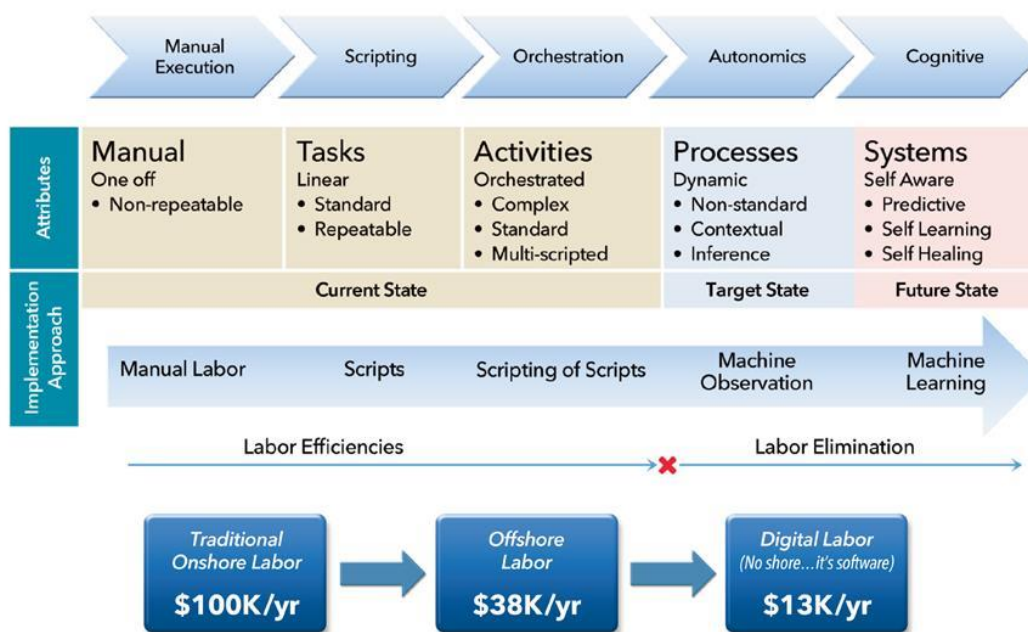 Manual
Execution
Scripting
Orchestration
Autonomics
Cognitive
Attributes
Manual
One off
• Non-repeatable
Tasks
Linear
• Standard
• Repeatable
Activities
Orchestrated
• Complex
• Standard
• Multi-scripted
Processes
Dynamic
• Non-standard
• Contextual
• Inference
Systems
Self Aware
• Predictive
• Self Learning
• Self Healing
Implementation
Approach
Current State
Target State
Future State
Manual Labor
Scripts
Scripting of Scripts
Machine
Observation
Machine
Learning
Labor Efficiencies
Labor Elimination
Traditional
Onshore Labor
$100K/yr
Offshore
Labor
$38K/yr
Digital Labor
(No shore...it's software)
$13K/yr